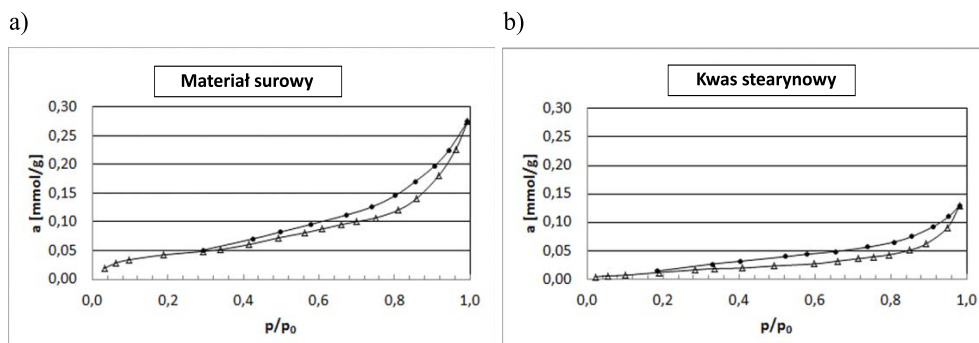 a)
Materiał surowy
a [mmol/g]
0,30
0,25
0,20
0,15
0,10
0,05
0,00
0,0 0,2 0,4 0,6 0,8 1,0
p/p0
b)
Kwas stearynowy
a [mmol/g]
0,30
0,25
0,20
0,15
0,10
0,05
0,00
0,0 0,2 0,4 0,6 0,8 1,0
p/p0